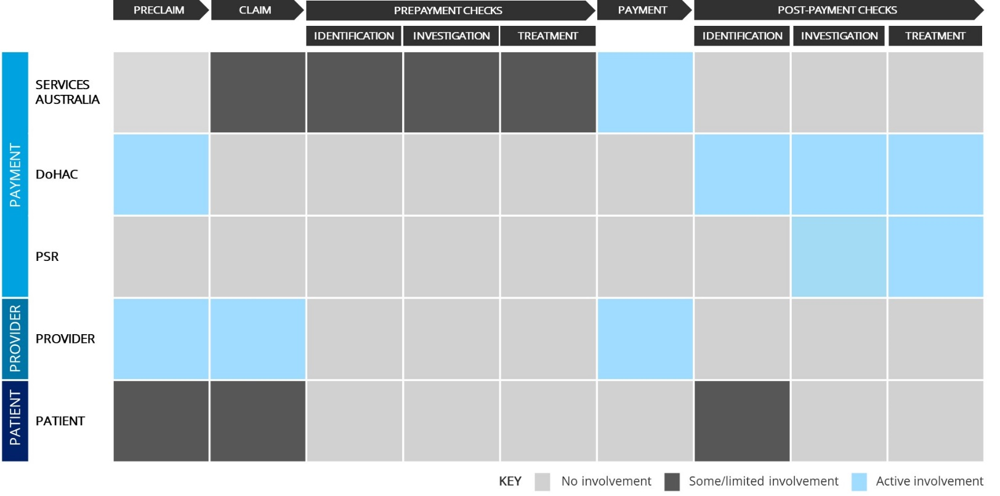 PRECLAIM
CLAIM
PREPAYMENT CHECKS
PAYMENT
POST-PAYMENT CHECKS
IDENTIFICATION
INVESTIGATION
TREATMENT
IDENTIFICATION
INVESTIGATION
TREATMENT
PAYMENT
SERVICES
AUSTRALIA
DoHAC
PSR
PROVIDER
PROVIDER
PATIENT
PATIENT
KEY
No involvement
Some/limited involvement
Active involvement